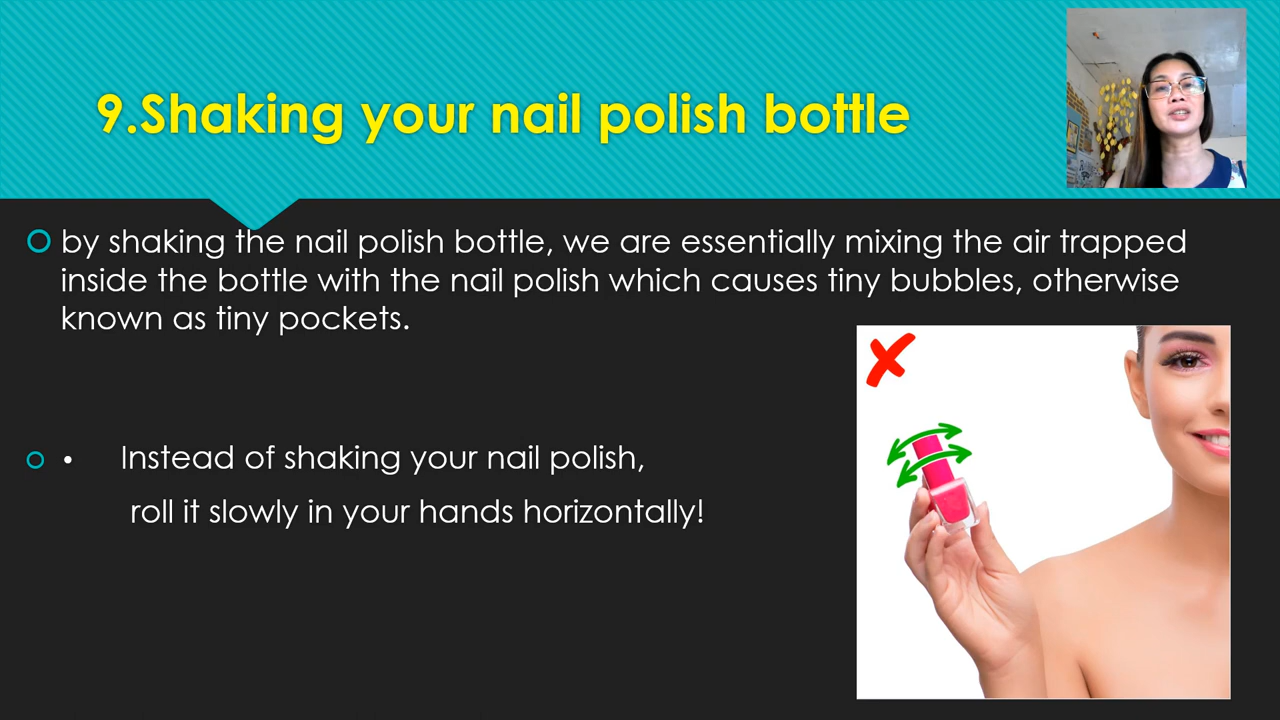 9.Shaking your nail polish bottle
by shaking the nail polish bottle, we are essentially mixing the air trapped
inside the bottle with the nail polish which causes tiny bubbles, otherwise
known as tiny pockets.
• Instead of shaking your nail polish,
roll it slowly in your hands horizontally!